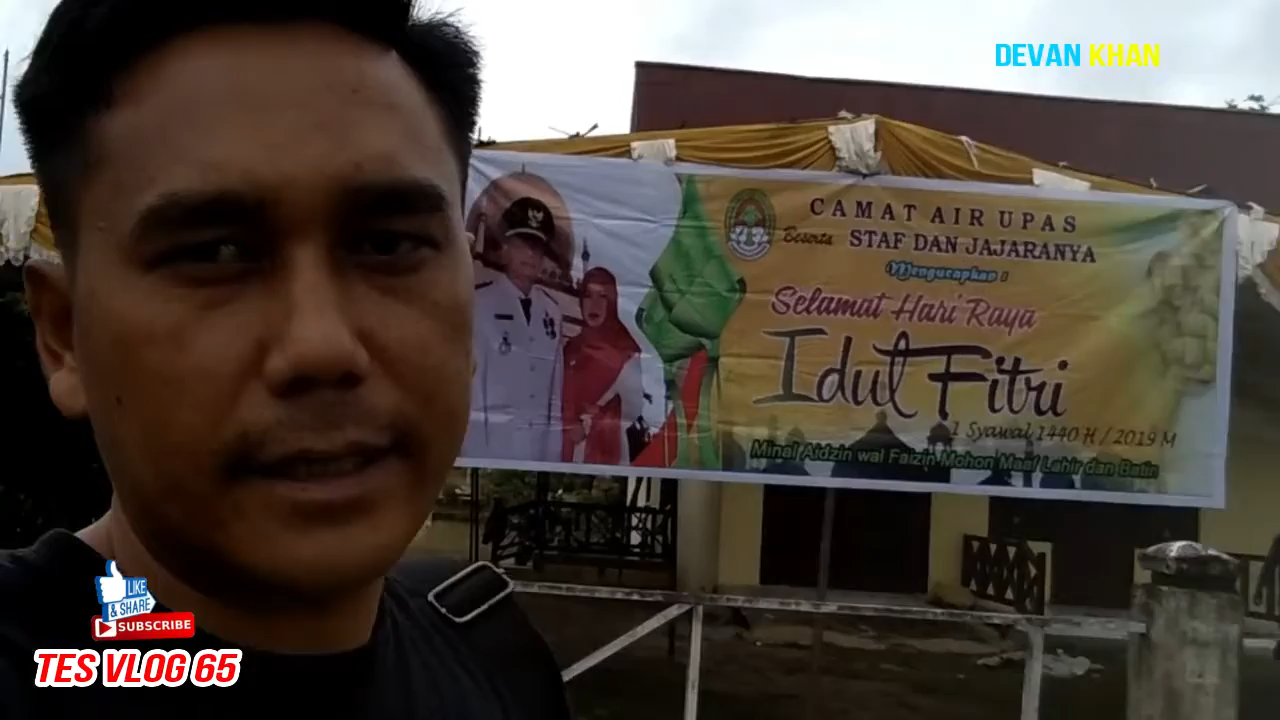 DEVAN KHAN
CAMAT AIR UPAS
Beserta STAF DAN JAJARANYA
Mengucapkan :
Selamat Hari Raya
Idul Fitri
1 Syawal 1440 H / 2019 M
Minal Aidzin wal Faizin Mohon Maaf Lahir dan Batin
LIKE
& SHARE
SUBSCRIBE
TES VLOG 65